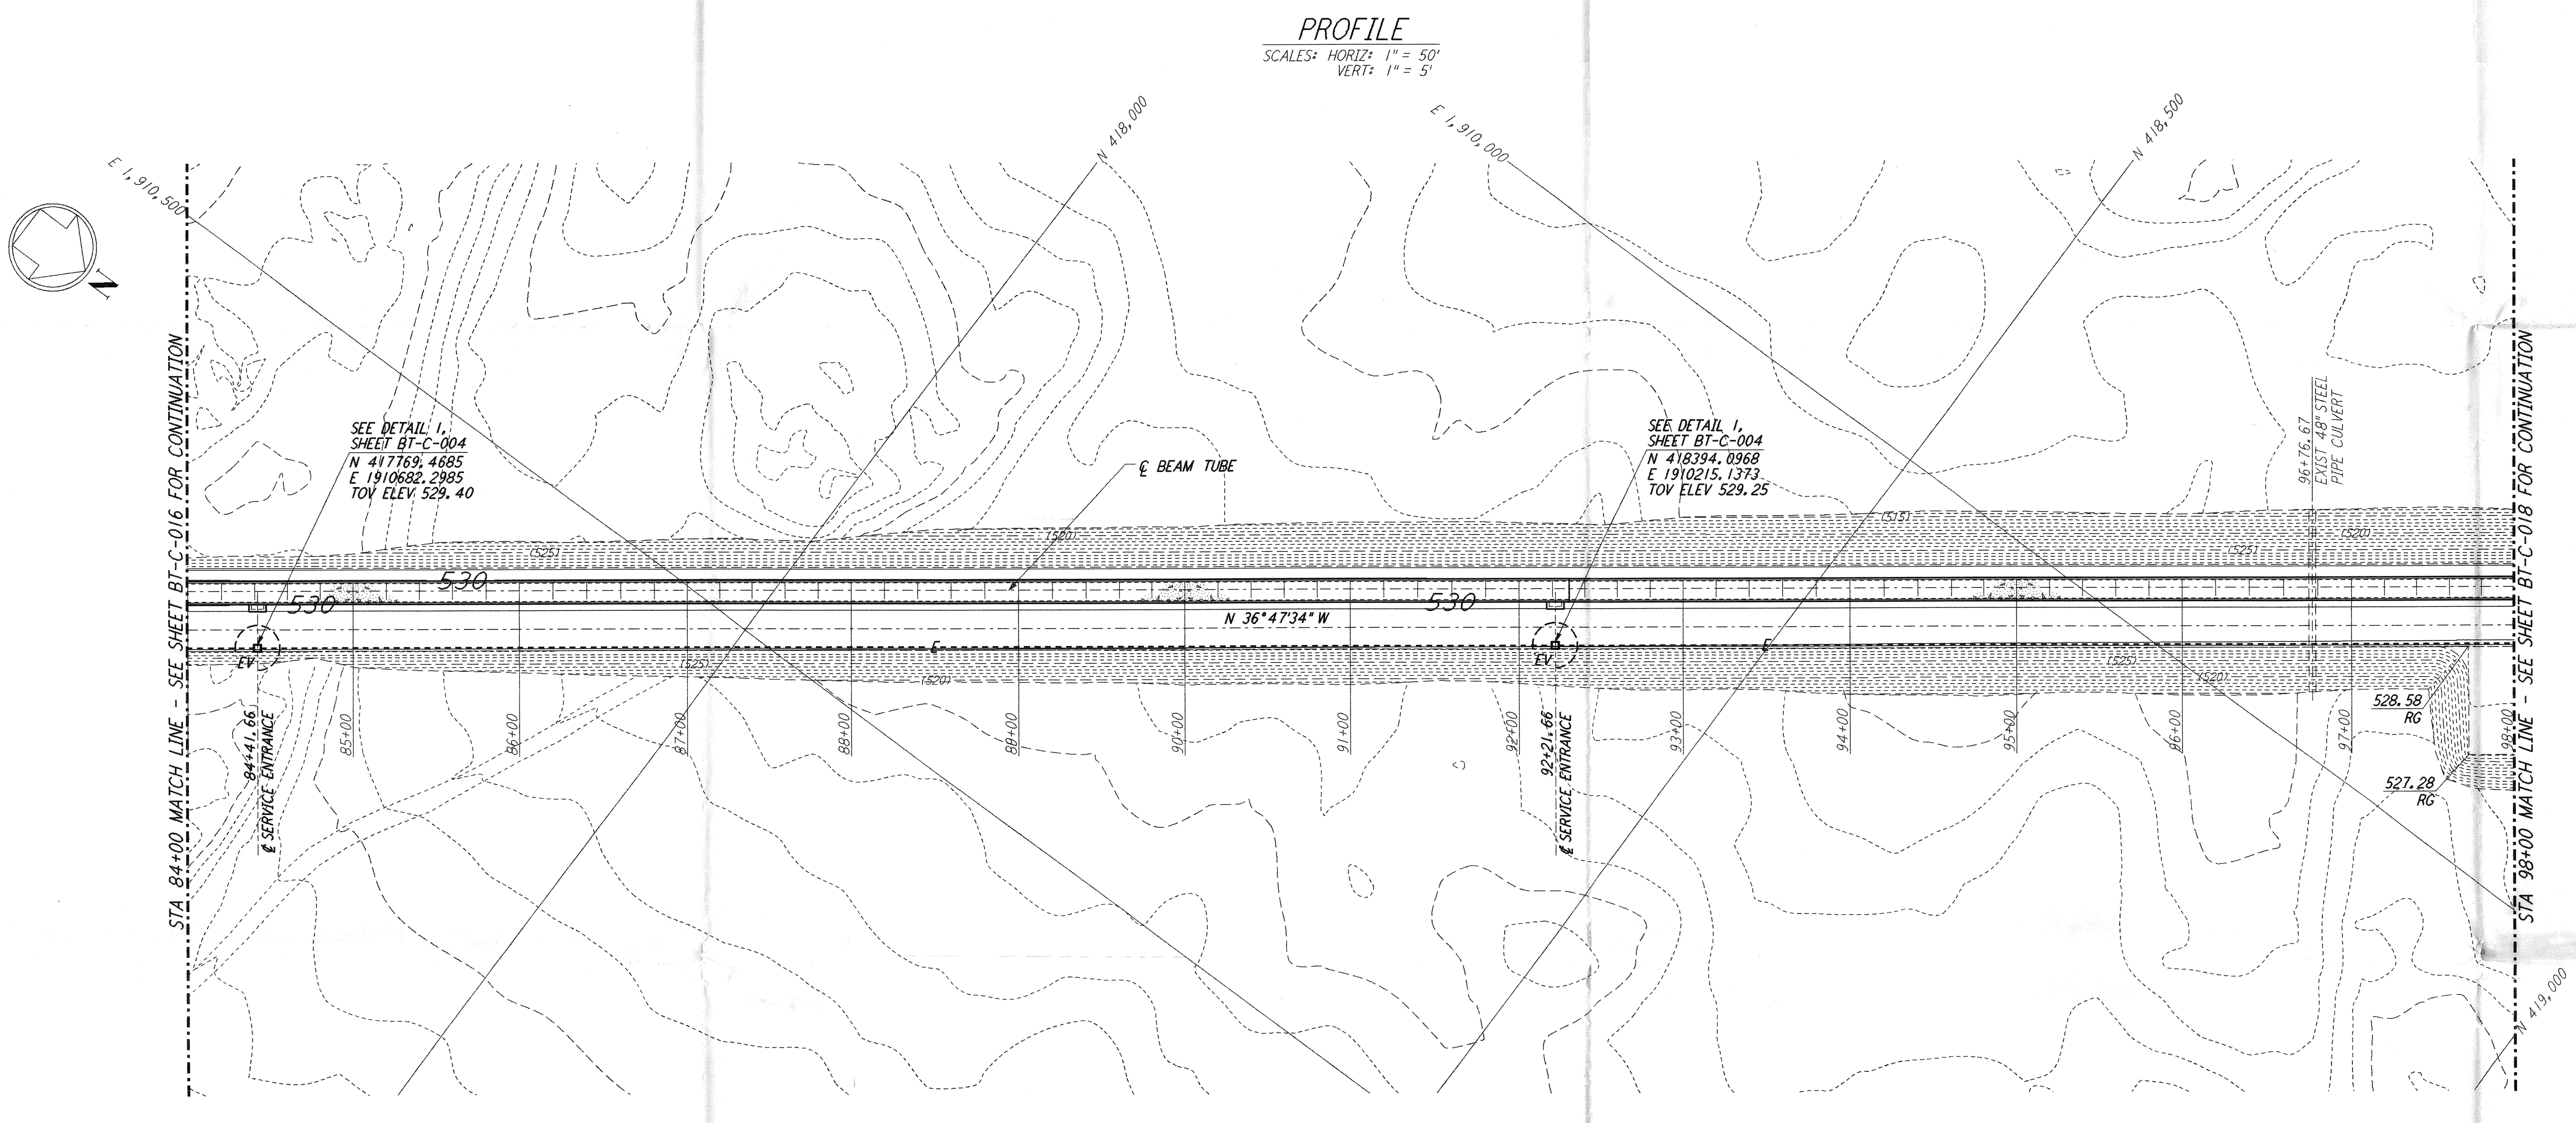 PROFILE
SCALES: HORIZ: 1" = 50'
VERT: 1" = 5'
E 1,910,500
N 418,000
E 1,910,000
N 418,500
N
STA 84+00 MATCH LINE - SEE SHEET BT-C-016 FOR CONTINUATION
SEE DETAIL 1,
SHEET BT-C-004
N 417769.4685
E 1910682.2985
TOV ELEV 529.40
℄ BEAM TUBE
SEE DETAIL 1,
SHEET BT-C-004
N 418394.0968
E 1910215.1373
TOV ELEV 529.25
96+76.67
EXIST 48" STEEL
PIPE CULVERT
STA 98+00 MATCH LINE - SEE SHEET BT-C-018 FOR CONTINUATION
(525)
(520)
(515)
(525)
(520)
530
530
530
N 36°47'34" W
E
E
EV
EV
(525)
(520)
(525)
(520)
84+41.66
℄ SERVICE ENTRANCE
85+00
86+00
87+00
88+00
89+00
90+00
91+00
92+00
92+21.66
℄ SERVICE ENTRANCE
93+00
94+00
95+00
96+00
97+00
98+00
528.58
RG
527.28
RG
N 419,000